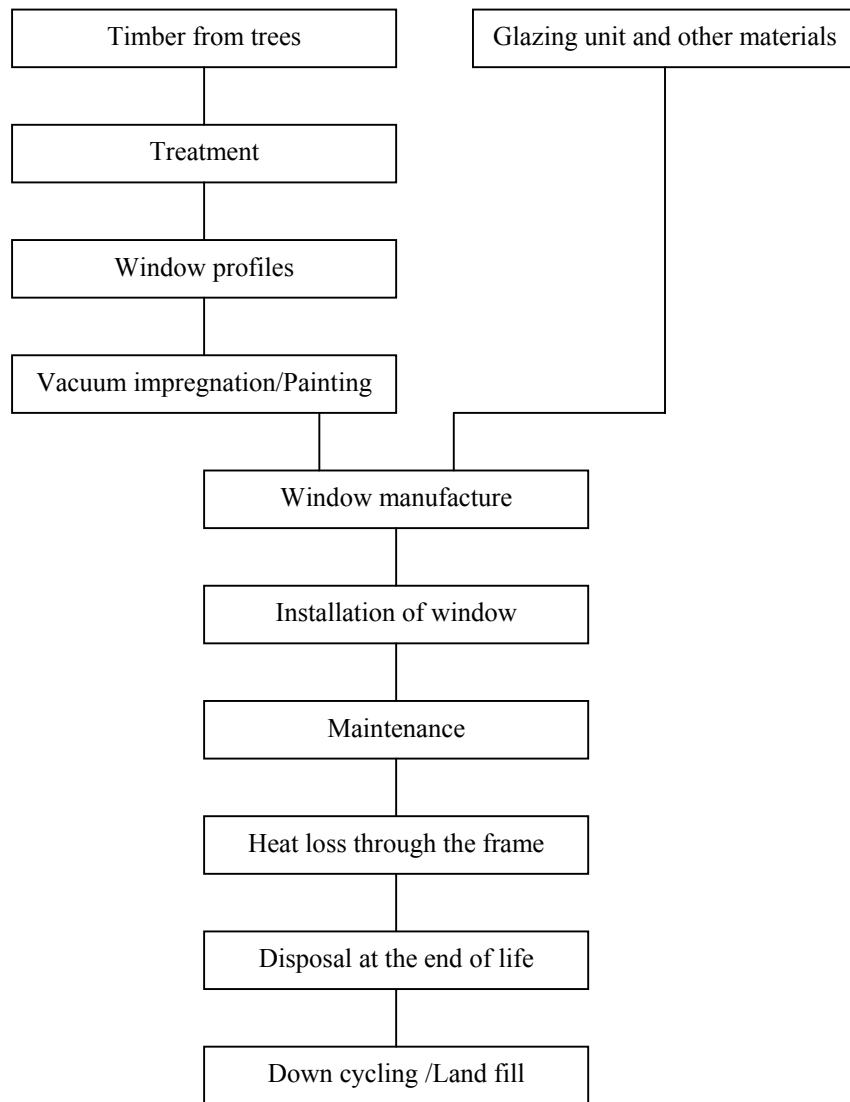 Timber from trees
Glazing unit and other materials
Treatment
Window profiles
Vacuum impregnation/Painting
Window manufacture
Installation of window
Maintenance
Heat loss through the frame
Disposal at the end of life
Down cycling /Land fill